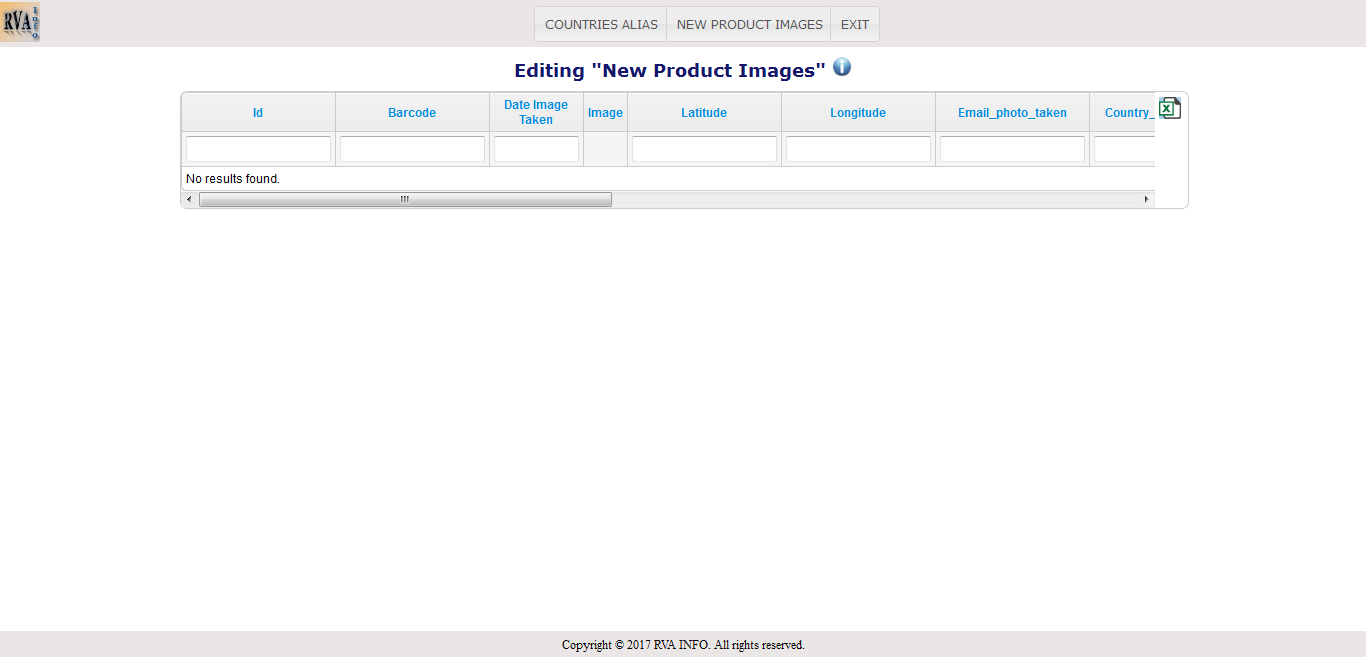 RVA Info
COUNTRIES ALIAS NEW PRODUCT IMAGES EXIT
Editing "New Product Images"
Id Barcode Date Image Taken Image Latitude Longitude Email_photo_taken Country_
No results found.
Copyright © 2017 RVA INFO. All rights reserved.